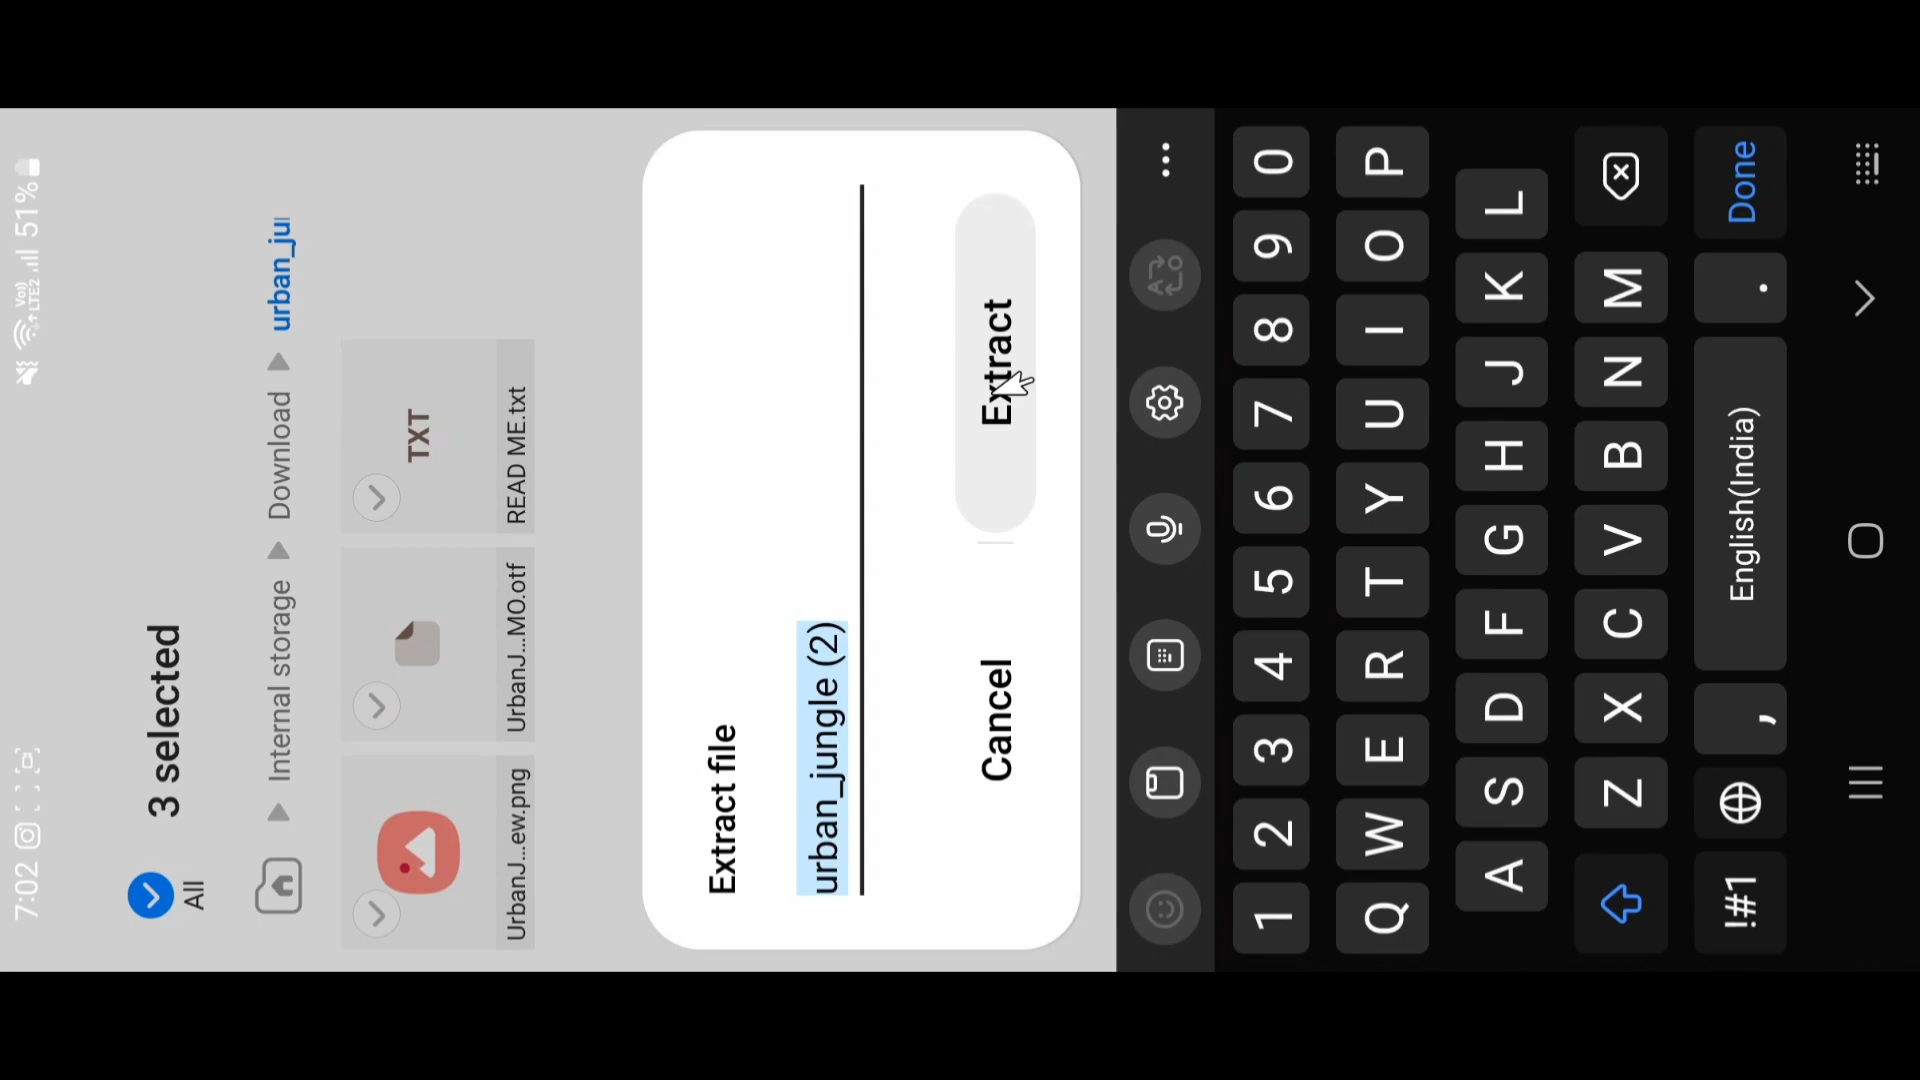 7:02 Vo)) LTE2 51%
3 selected
All
Internal storage Download urban_ju
UrbanJ...ew.png UrbanJ...MO.otf TXT READ ME.txt
Extract file
urban_jungle (2)
Cancel Extract
1 2 3 4 5 6 7 8 9 0
Q W E R T Y U I O P
A S D F G H J K L
Z X C V B N M
!#1 , English(India) . Done